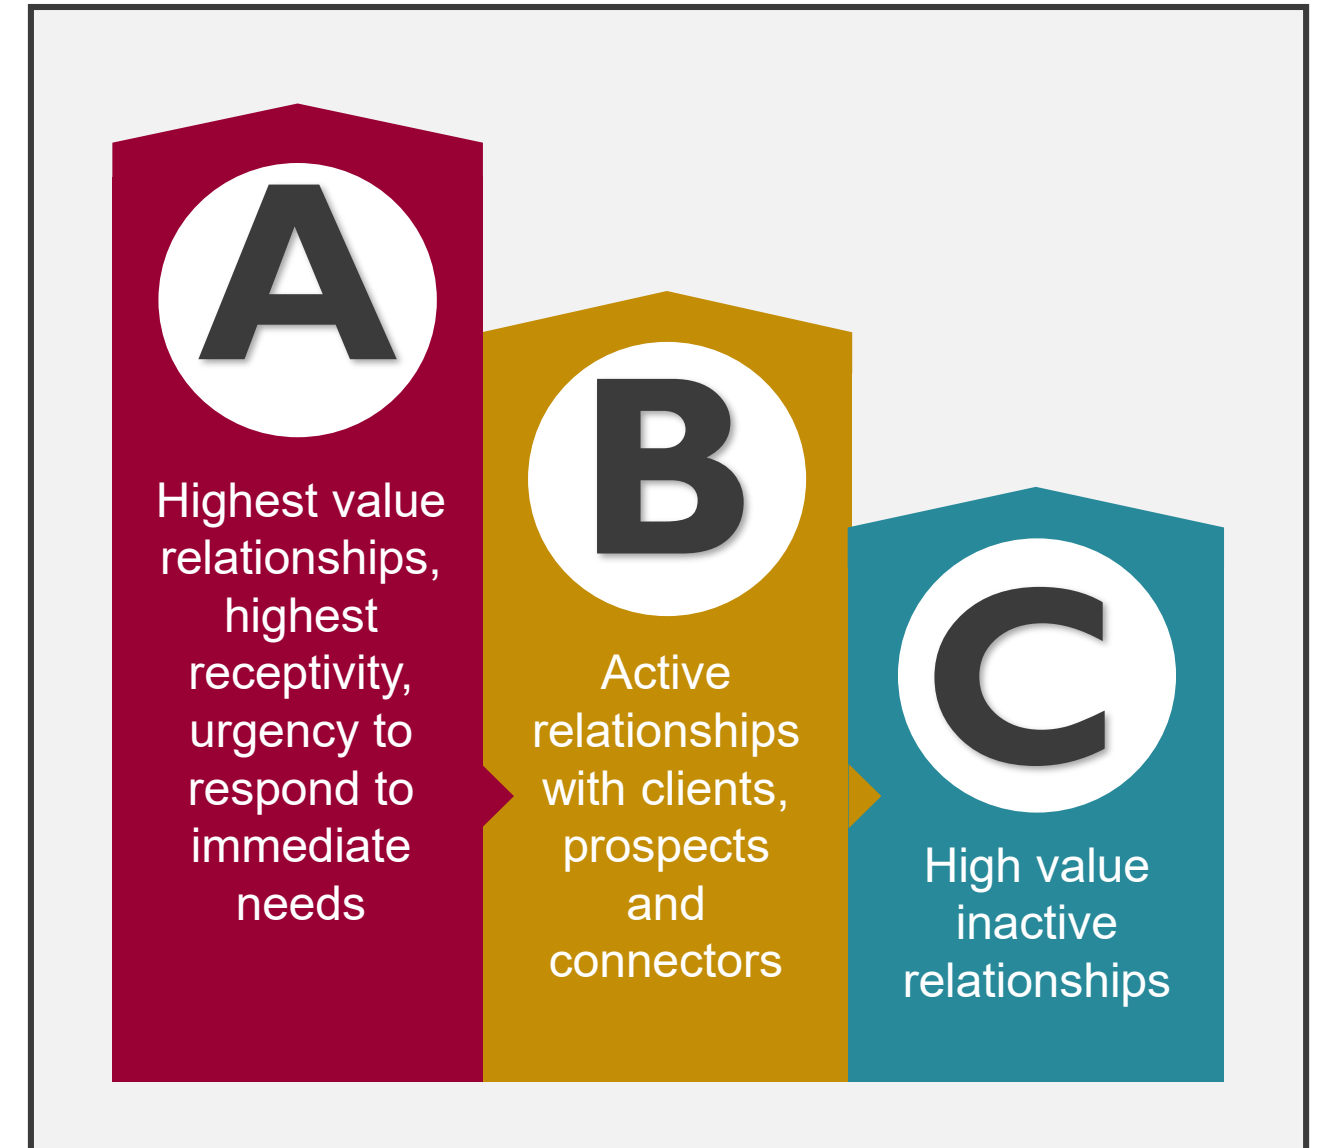 A
Highest value
relationships,
highest
receptivity,
urgency to
respond to
immediate
needs
B
Active
relationships
with clients,
prospects
and
connectors
C
High value
inactive
relationships